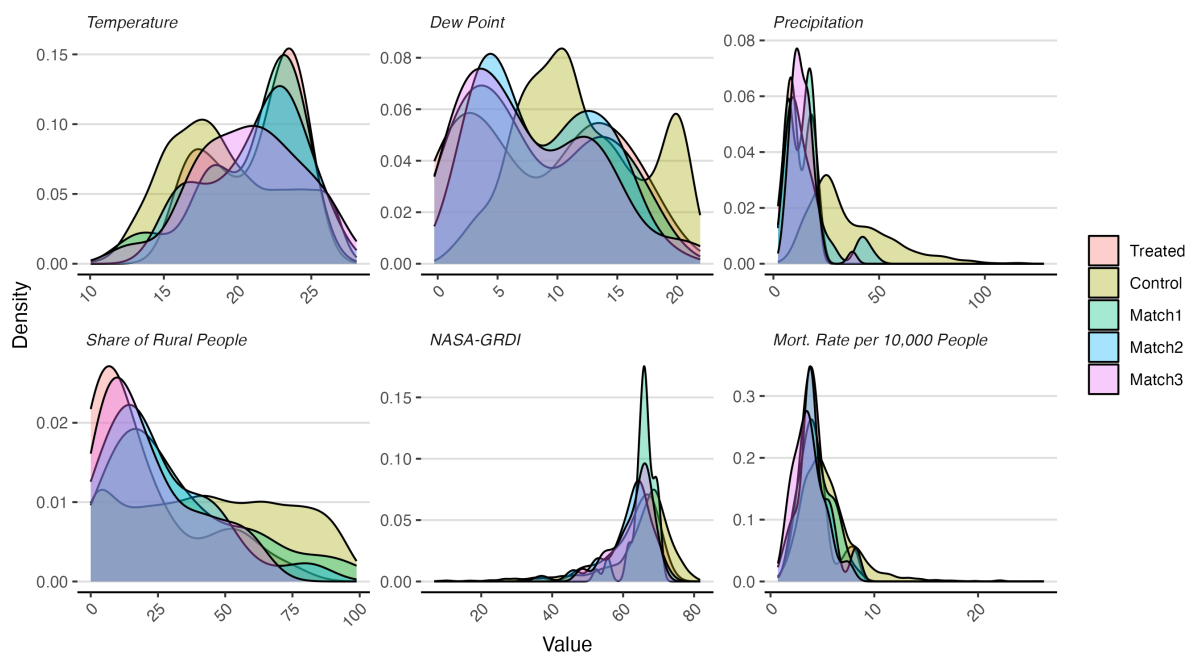 Temperature
Dew Point
Precipitation
0.15
0.10
0.05
0.00
10 15 20 25
0.08
0.06
0.04
0.02
0.00
0 5 10 15 20
0.08
0.06
0.04
0.02
0.00
0 50 100
Density
Share of Rural People
NASA-GRDI
Mort. Rate per 10,000 People
0.02
0.01
0.00
0 25 50 75 100
0.15
0.10
0.05
0.00
20 40 60 80
0.3
0.2
0.1
0.0
0 10 20
Value
Treated
Control
Match1
Match2
Match3